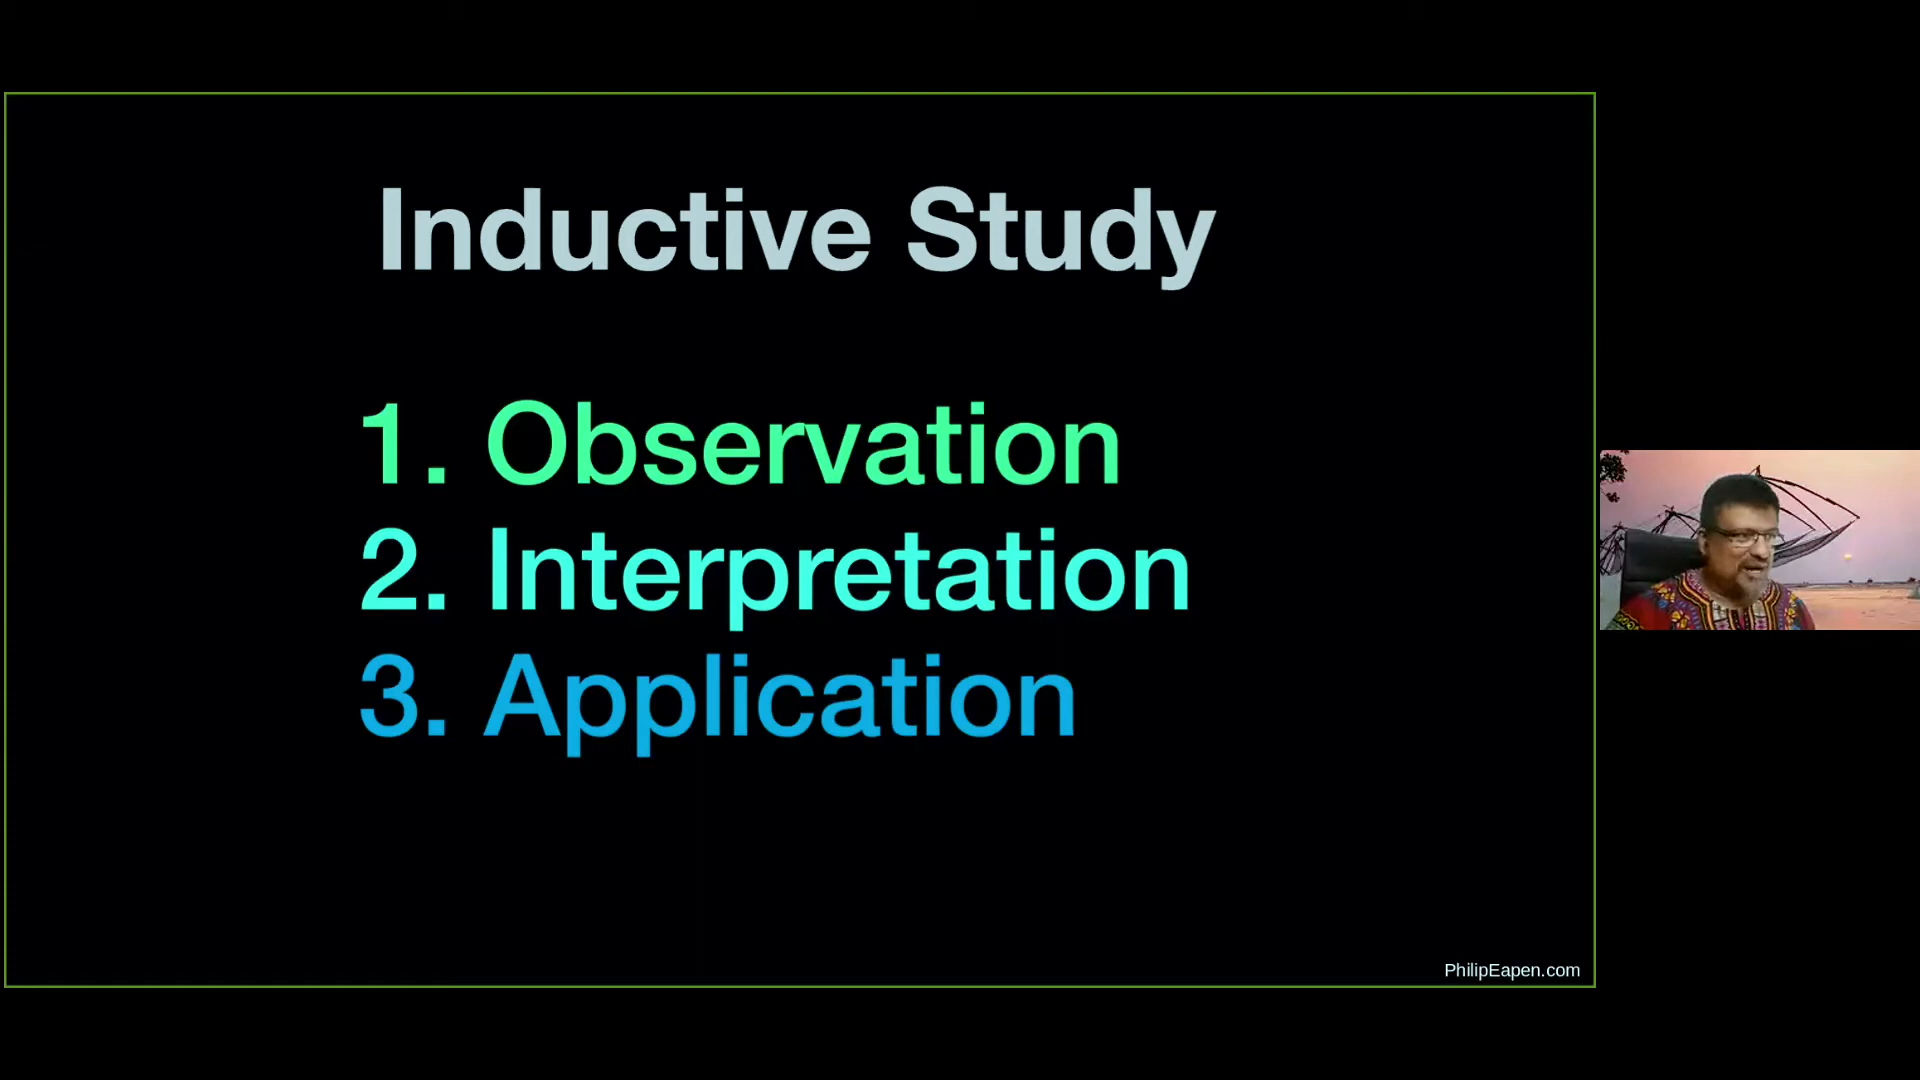 Inductive Study
1. Observation
2. Interpretation
3. Application
PhilipEapen.com